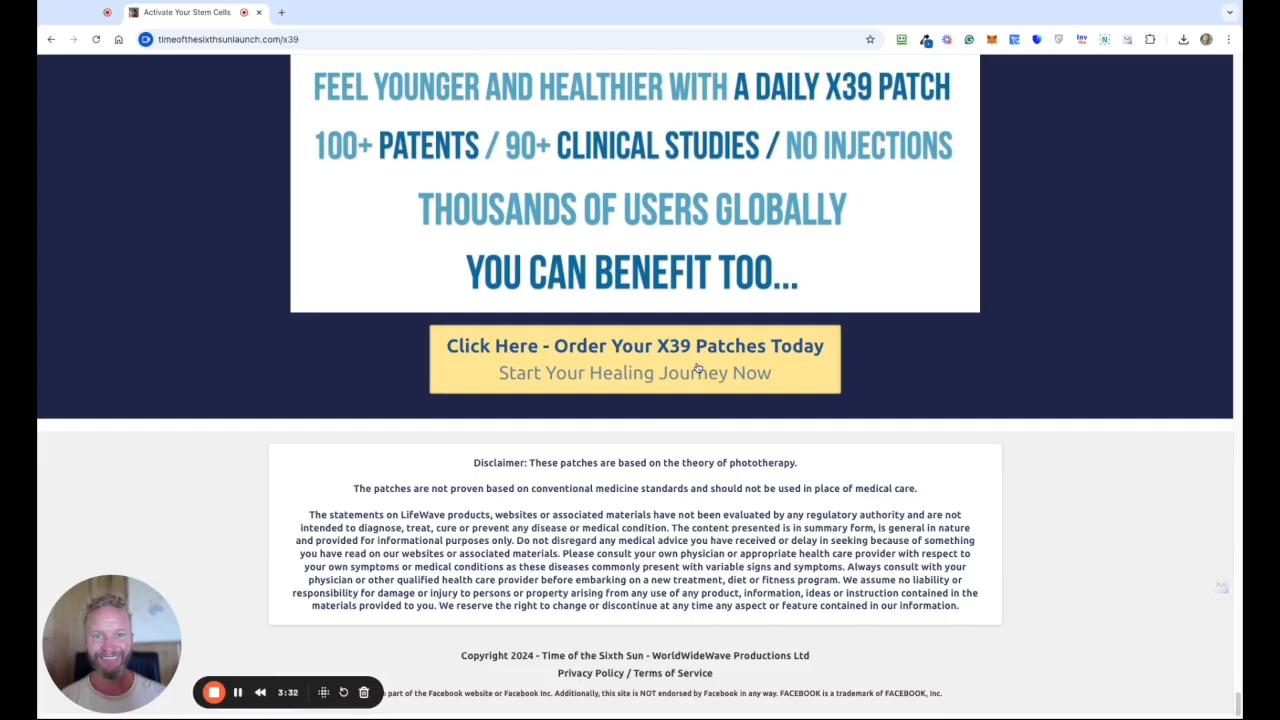 Activate Your Stem Cells
timeofthesixthsunlaunch.com/x39
FEEL YOUNGER AND HEALTHIER WITH A DAILY X39 PATCH
100+ PATENTS / 90+ CLINICAL STUDIES / NO INJECTIONS
THOUSANDS OF USERS GLOBALLY
YOU CAN BENEFIT TOO...
Click Here - Order Your X39 Patches Today
Start Your Healing Journey Now
Disclaimer: These patches are based on the theory of phototherapy.
The patches are not proven based on conventional medicine standards and should not be used in place of medical care.
The statements on LifeWave products, websites or associated materials have not been evaluated by any regulatory authority and are not
intended to diagnose, treat, cure or prevent any disease or medical condition. The content presented is in summary form, is general in nature
and provided for informational purposes only. Do not disregard any medical advice you have received or delay in seeking because of something
you have read on our websites or associated materials. Please consult your own physician or appropriate health care provider with respect to
your own symptoms or medical conditions as these diseases commonly present with variable signs and symptoms. Always consult with your
physician or other qualified health care provider before embarking on a new treatment, diet or fitness program. We assume no liability or
responsibility for damage or injury to persons or property arising from any use of any product, information, ideas or instruction contained in the
materials provided to you. We reserve the right to change or discontinue at any time any aspect or feature contained in our information.
Copyright 2024 - Time of the Sixth Sun - WorldWideWave Productions Ltd
Privacy Policy / Terms of Service
3:32
part of the Facebook website or Facebook Inc. Additionally, this site is NOT endorsed by Facebook in any way. FACEBOOK is a trademark of FACEBOOK, Inc.